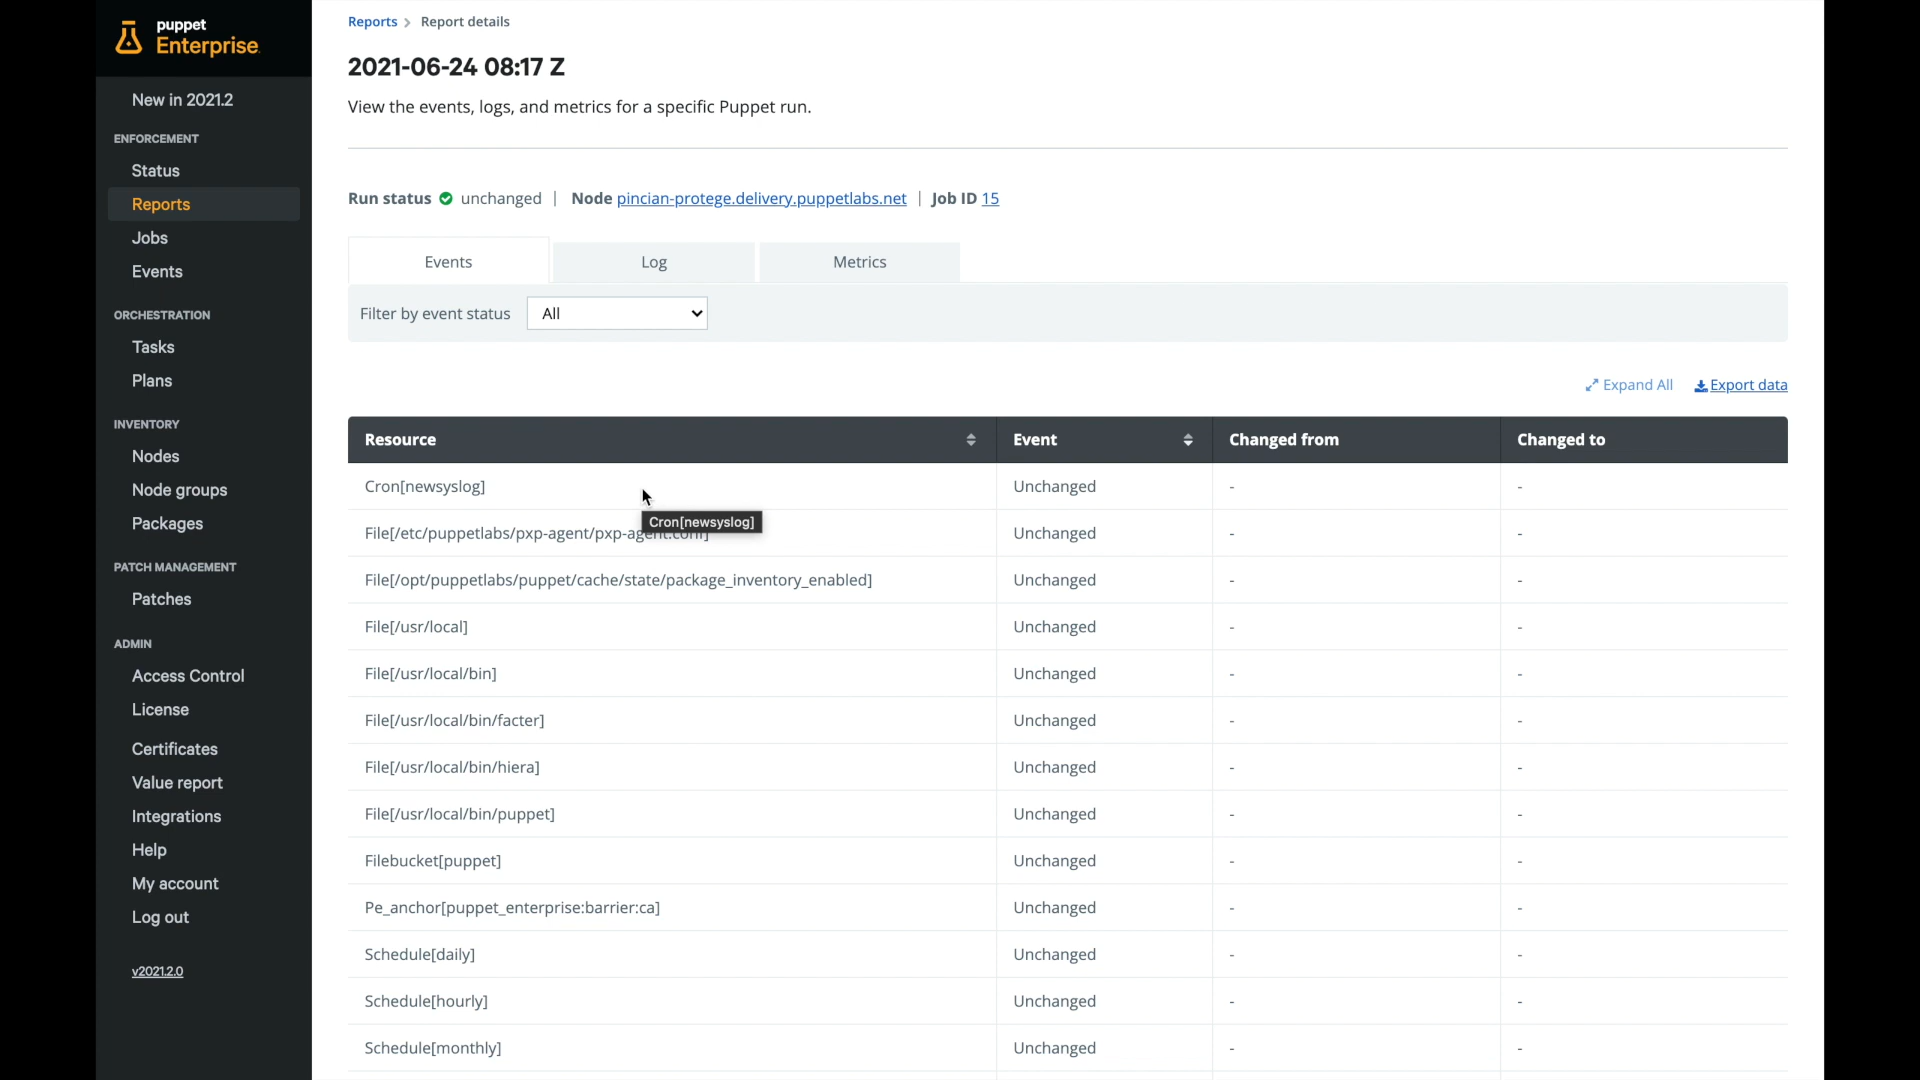 puppet
Enterprise
New in 2021.2
ENFORCEMENT
Status
Reports
Jobs
Events
ORCHESTRATION
Tasks
Plans
INVENTORY
Nodes
Node groups
Packages
PATCH MANAGEMENT
Patches
ADMIN
Access Control
License
Certificates
Value report
Integrations
Help
My account
Log out
v2021.2.0
Reports > Report details
2021-06-24 08:17 Z
View the events, logs, and metrics for a specific Puppet run.
Run status unchanged | Node pincian-protege.delivery.puppetlabs.net | Job ID 15
Events Log Metrics
Filter by event status All
Expand All Export data
Resource Event Changed from Changed to
Cron[newsyslog] Unchanged - -
Cron[newsyslog]
File[/etc/puppetlabs/pxp-agent/pxp-agent.conf] Unchanged - -
File[/opt/puppetlabs/puppet/cache/state/package_inventory_enabled] Unchanged - -
File[/usr/local] Unchanged - -
File[/usr/local/bin] Unchanged - -
File[/usr/local/bin/facter] Unchanged - -
File[/usr/local/bin/hiera] Unchanged - -
File[/usr/local/bin/puppet] Unchanged - -
Filebucket[puppet] Unchanged - -
Pe_anchor[puppet_enterprise:barrier:ca] Unchanged - -
Schedule[daily] Unchanged - -
Schedule[hourly] Unchanged - -
Schedule[monthly] Unchanged - -